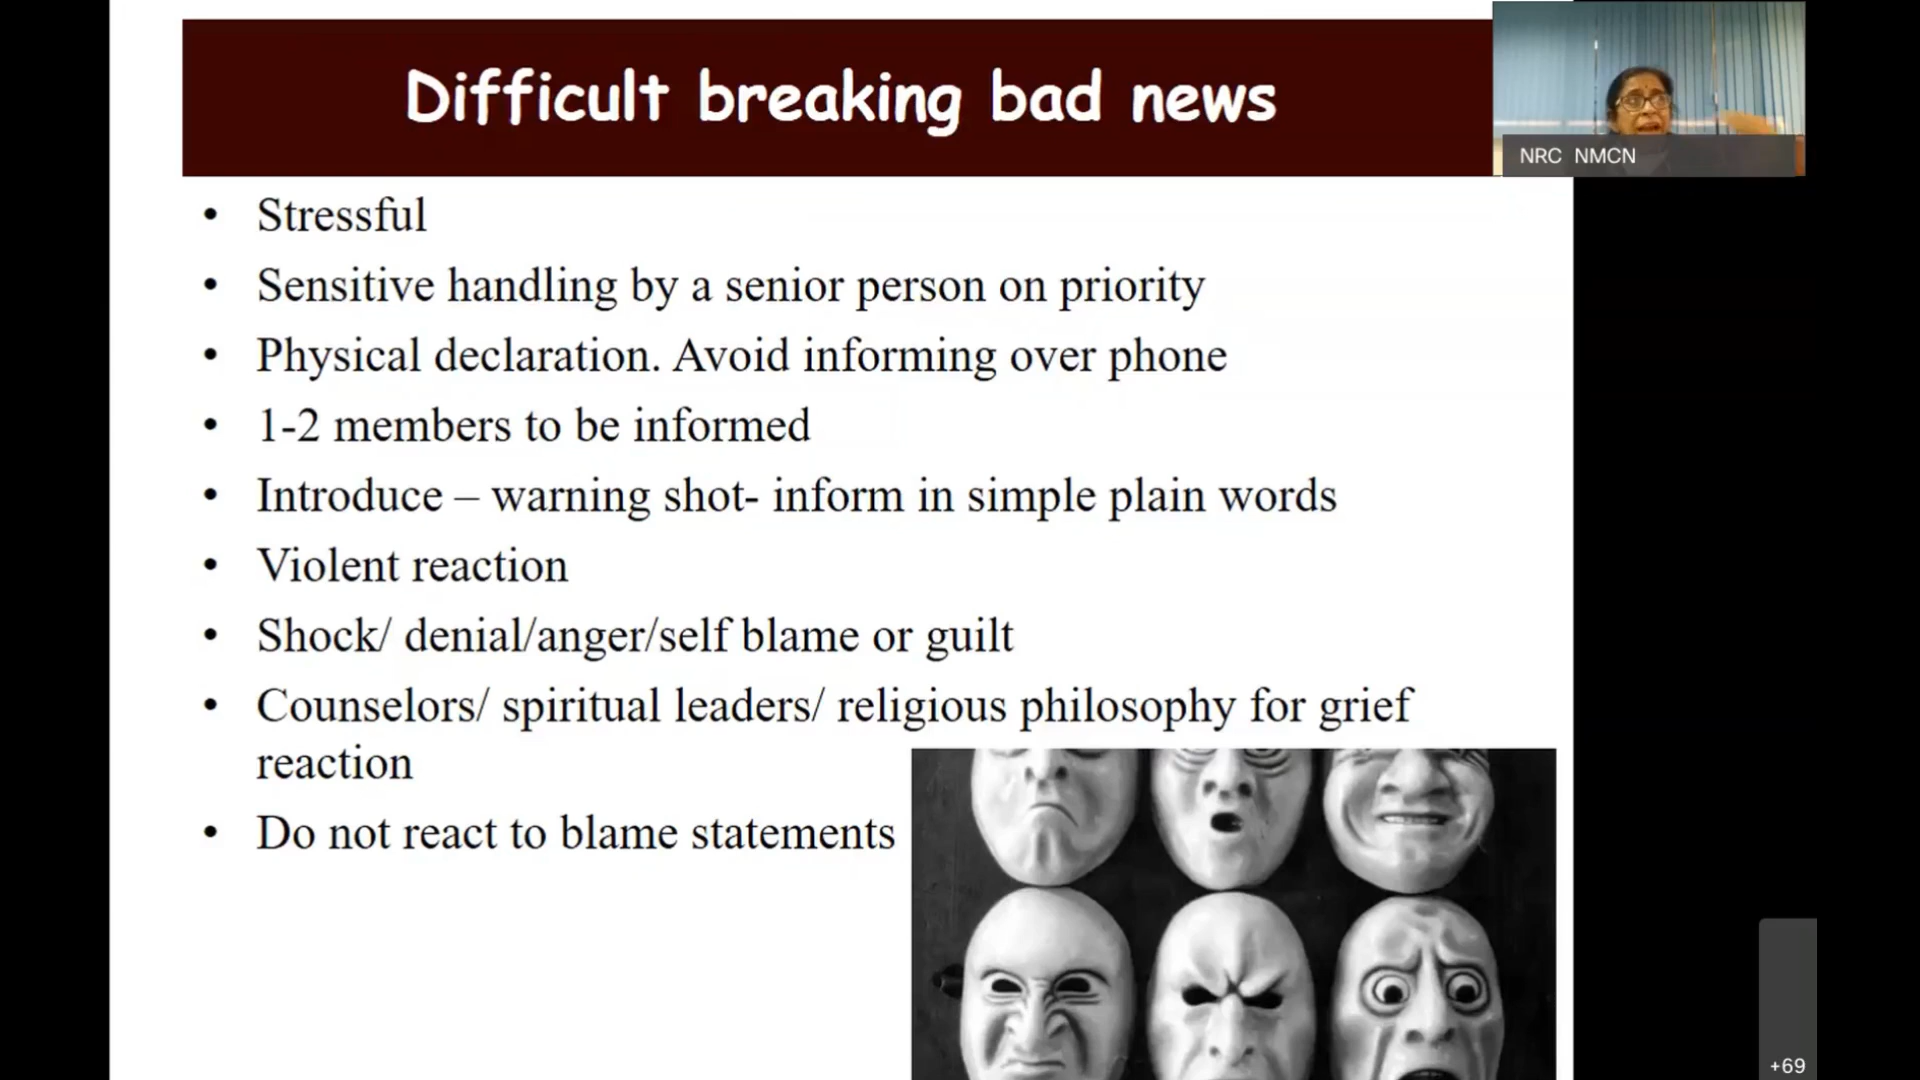 Difficult breaking bad news
NRC NMCN
• Stressful
• Sensitive handling by a senior person on priority
• Physical declaration. Avoid informing over phone
• 1-2 members to be informed
• Introduce – warning shot- inform in simple plain words
• Violent reaction
• Shock/ denial/anger/self blame or guilt
• Counselors/ spiritual leaders/ religious philosophy for grief
reaction
• Do not react to blame statements
+69